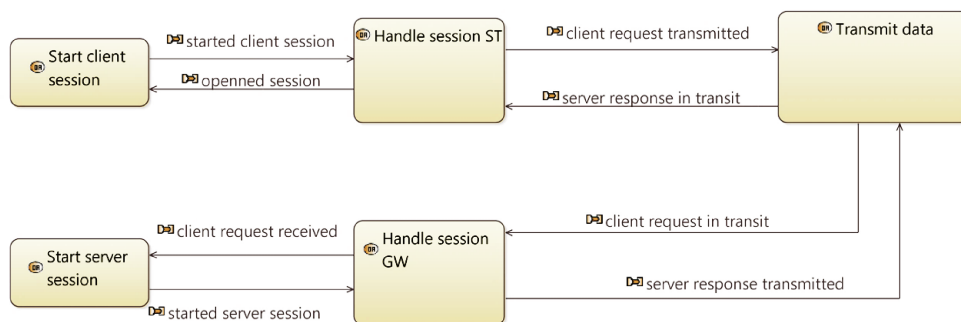 Start client
session
started client session
openned session
Handle session ST
client request transmitted
server response in transit
Transmit data
client request in transit
server response transmitted
Handle session
GW
client request received
started server session
Start server
session